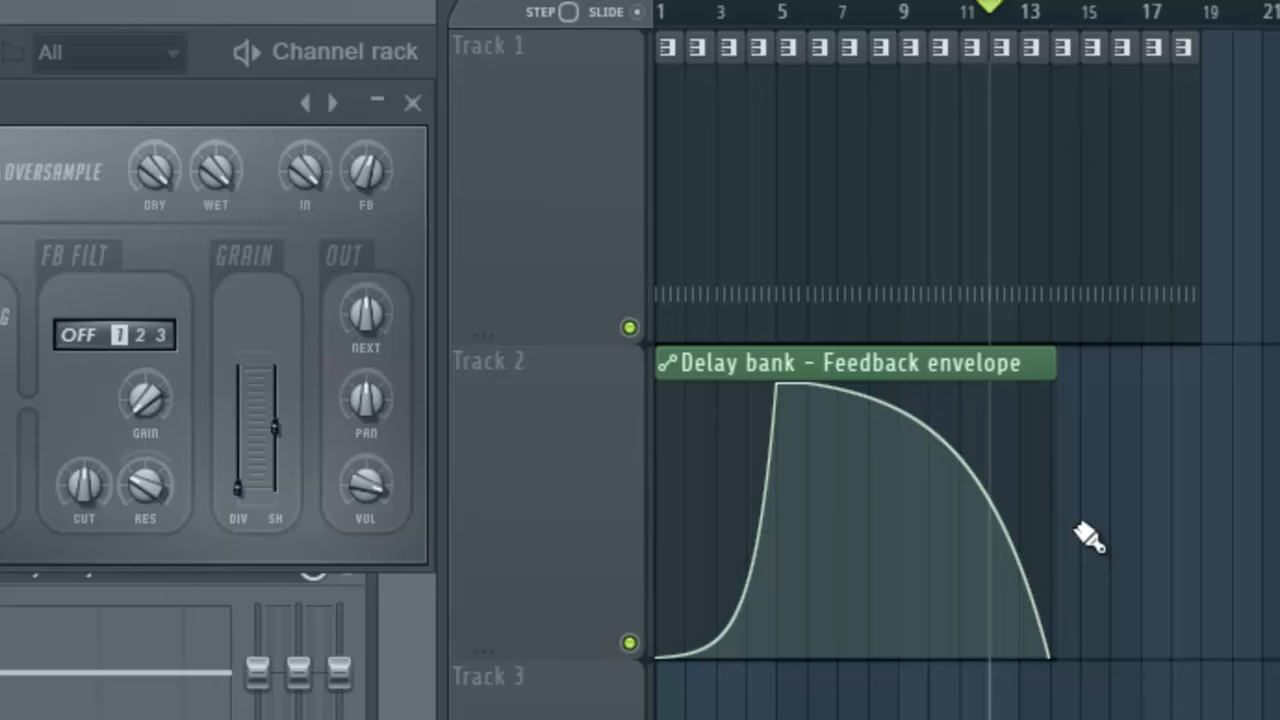 STEP SLIDE
1 3 5 7 9 11 13 15 17 19 21
All
Channel rack
Track 1
OVERSAMPLE
DRY WET IN FB
FB FILT GRAIN OUT
OFF 1 2 3
NEXT
GAIN
PAN
CUT RES
DIV SH
VOL
Track 2
Delay bank - Feedback envelope
Track 3